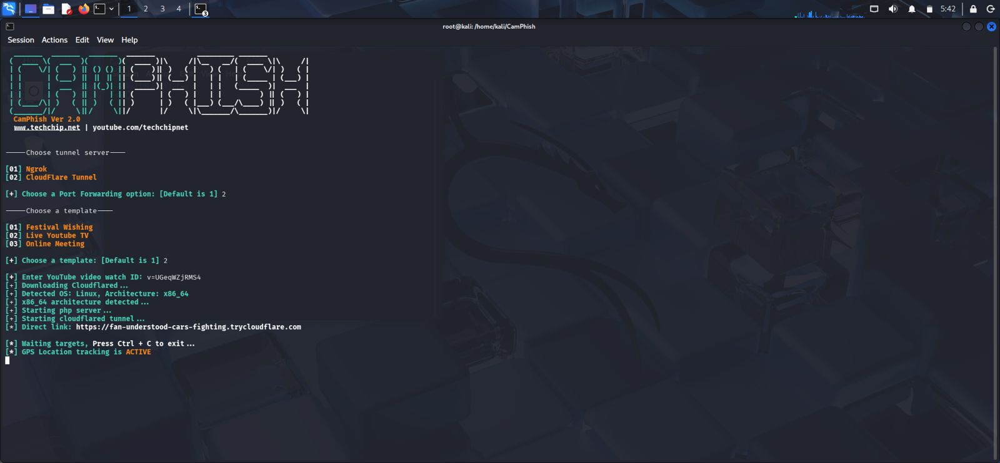 1 2 3 4
3
5:42
root@kali: /home/kali/CamPhish
Session Actions Edit View Help
CAMPHISH
CamPhish Ver 2.0
www.techchip.net | youtube.com/techchipnet
-----Choose tunnel server----
[01] Ngrok
[02] CloudFlare Tunnel
[+] Choose a Port Forwarding option: [Default is 1] 2
-----Choose a template----
[01] Festival Wishing
[02] Live Youtube TV
[03] Online Meeting
[+] Choose a template: [Default is 1] 2
[+] Enter YouTube video watch ID: v=UGeqWZjRMS4
[+] Downloading Cloudflared...
[+] Detected OS: Linux, Architecture: x86_64
[+] x86_64 architecture detected...
[+] Starting php server...
[+] Starting cloudflared tunnel...
[*] Direct link: https://fan-understood-cars-fighting.trycloudflare.com
[*] Waiting targets, Press Ctrl + C to exit...
[*] GPS Location tracking is ACTIVE